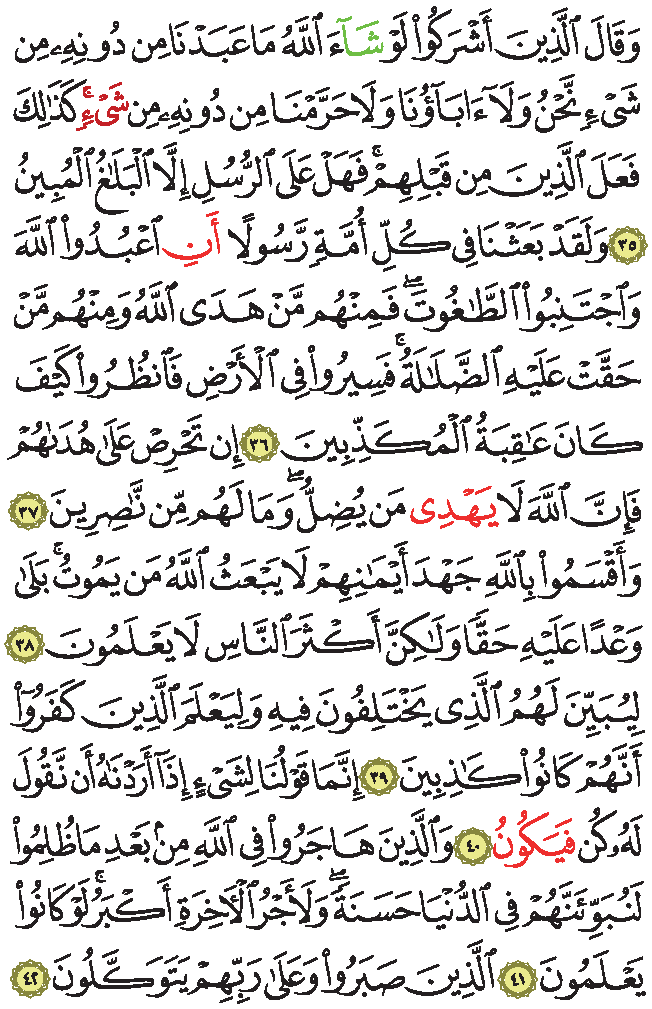 وَقَالَ ٱلَّذِينَ أَشْرَكُوا۟ لَوْ شَآءَ ٱللَّهُ مَا عَبَدْنَا مِن دُونِهِۦ مِن
شَىْءٍ نَّحْنُ وَلَآ ءَابَآؤُنَا وَلَا حَرَّمْنَا مِن دُونِهِۦ مِن شَىْءٍ ۚ كَذَٰلِكَ
فَعَلَ ٱلَّذِينَ مِن قَبْلِهِمْ ۚ فَهَلْ عَلَى ٱلرُّسُلِ إِلَّا ٱلْبَلَٰغُ ٱلْمُبِينُ
٣٥ وَلَقَدْ بَعَثْنَا فِى كُلِّ أُمَّةٍ رَّسُولًا أَنِ ٱعْبُدُوا۟ ٱللَّهَ
وَٱجْتَنِبُوا۟ ٱلطَّٰغُوتَ ۖ فَمِنْهُم مَّنْ هَدَى ٱللَّهُ وَمِنْهُم مَّنْ
حَقَّتْ عَلَيْهِ ٱلضَّلَٰلَةُ ۚ فَسِيرُوا۟ فِى ٱلْأَرْضِ فَٱنظُرُوا۟ كَيْفَ
كَانَ عَٰقِبَةُ ٱلْمُكَذِّبِينَ ٣٦ إِن تَحْرِصْ عَلَىٰ هُدَىٰهُمْ
فَإِنَّ ٱللَّهَ لَا يَهْدِى مَن يُضِلُّ ۖ وَمَا لَهُم مِّن نَّٰصِرِينَ ٣٧
وَأَقْسَمُوا۟ بِٱللَّهِ جَهْدَ أَيْمَٰنِهِمْ لَا يَبْعَثُ ٱللَّهُ مَن يَمُوتُ ۚ بَلَىٰ
وَعْدًا عَلَيْهِ حَقًّا وَلَٰكِنَّ أَكْثَرَ ٱلنَّاسِ لَا يَعْلَمُونَ ٣٨
لِيُبَيِّنَ لَهُمُ ٱلَّذِى يَخْتَلِفُونَ فِيهِ وَلِيَعْلَمَ ٱلَّذِينَ كَفَرُوٓا۟
أَنَّهُمْ كَانُوا۟ كَٰذِبِينَ ٣٩ إِنَّمَا قَوْلُنَا لِشَىْءٍ إِذَآ أَرَدْنَٰهُ أَن نَّقُولَ
لَهُۥ كُن فَيَكُونُ ٤٠ وَٱلَّذِينَ هَاجَرُوا۟ فِى ٱللَّهِ مِنۢ بَعْدِ مَا ظُلِمُوا۟
لَنُبَوِّئَنَّهُمْ فِى ٱلدُّنْيَا حَسَنَةً ۖ وَلَأَجْرُ ٱلْءَاخِرَةِ أَكْبَرُ ۚ لَوْ كَانُوا۟
يَعْلَمُونَ ٤١ ٱلَّذِينَ صَبَرُوا۟ وَعَلَىٰ رَبِّهِمْ يَتَوَكَّلُونَ ٤٢